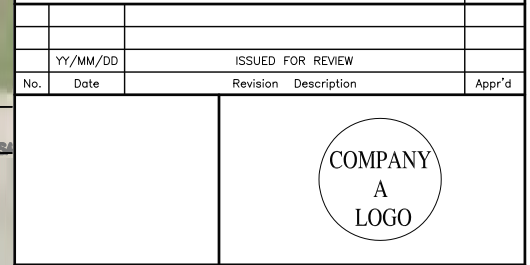 YY/MM/DD ISSUED FOR REVIEW
No. Date Revision Description Appr'd
COMPANY
A
LOGO